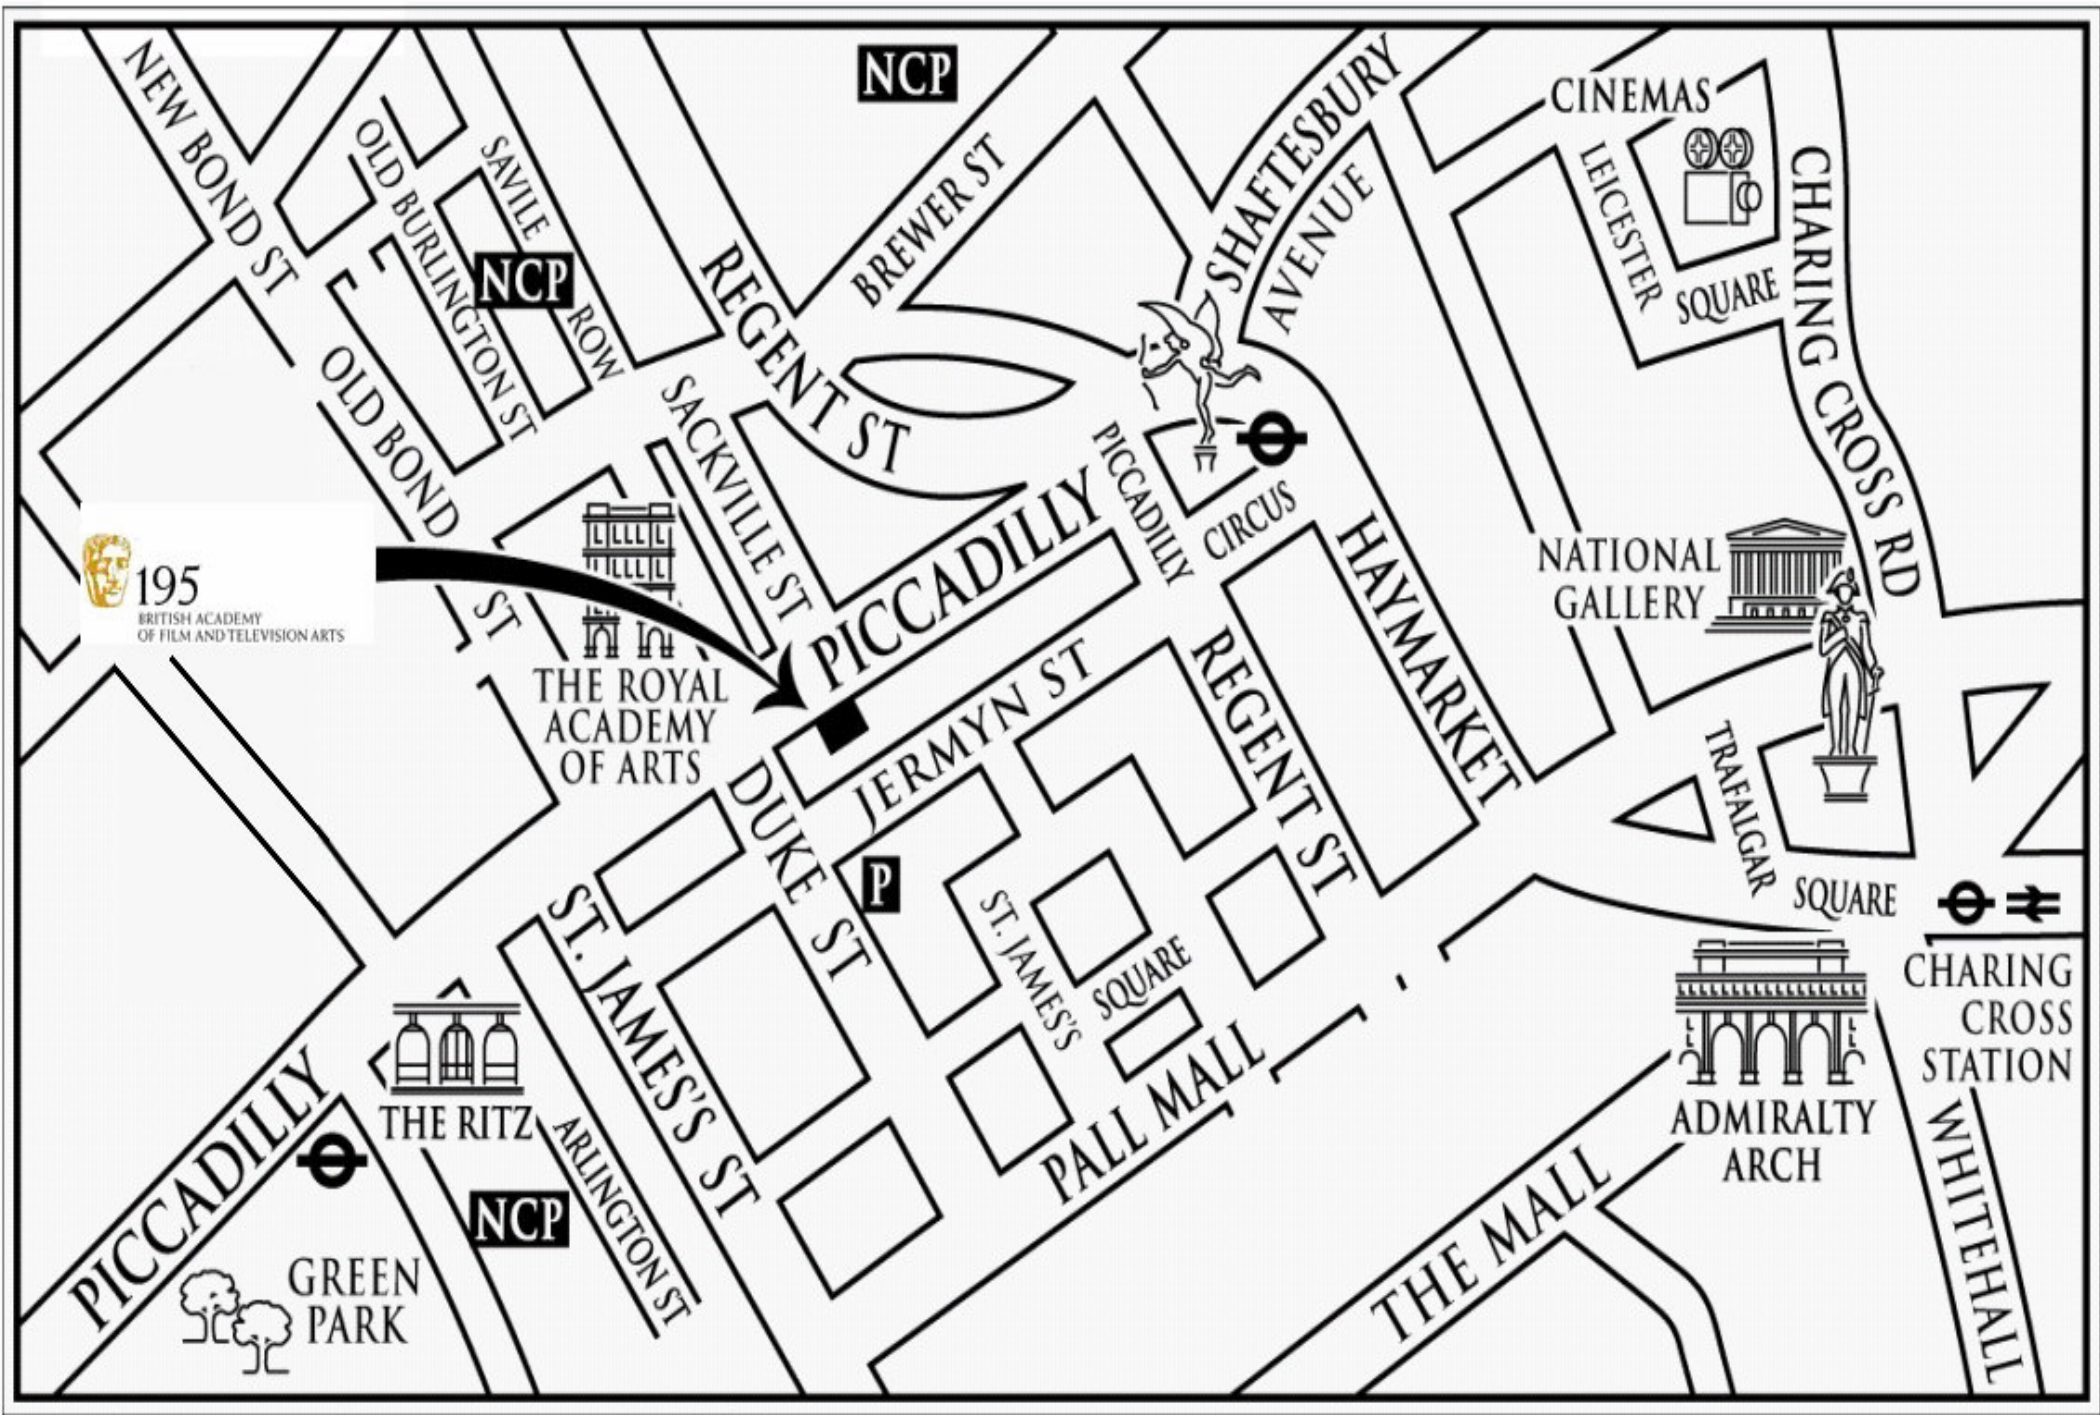 NEW BOND ST
OLD BURLINGTON ST
SAVILE
ROW
NCP
NCP
BREWER ST
SHAFTESBURY
AVENUE
CINEMAS
LEICESTER
SQUARE
CHARING CROSS RD
REGENT ST
OLD BOND
ST
SACKVILLE ST
PICCADILLY
PICCADILLY
CIRCUS
HAYMARKET
NATIONAL
GALLERY
195
BRITISH ACADEMY
OF FILM AND TELEVISION ARTS
THE ROYAL
ACADEMY
OF ARTS
JERMYN ST
REGENT ST
DUKE ST
P
TRAFALGAR
SQUARE
ST. JAMES'S
SQUARE
ST. JAMES'S ST
PALL MALL
CHARING
CROSS
STATION
ADMIRALTY
ARCH
WHITEHALL
THE MALL
THE RITZ
ARLINGTON ST
NCP
PICCADILLY
GREEN
PARK